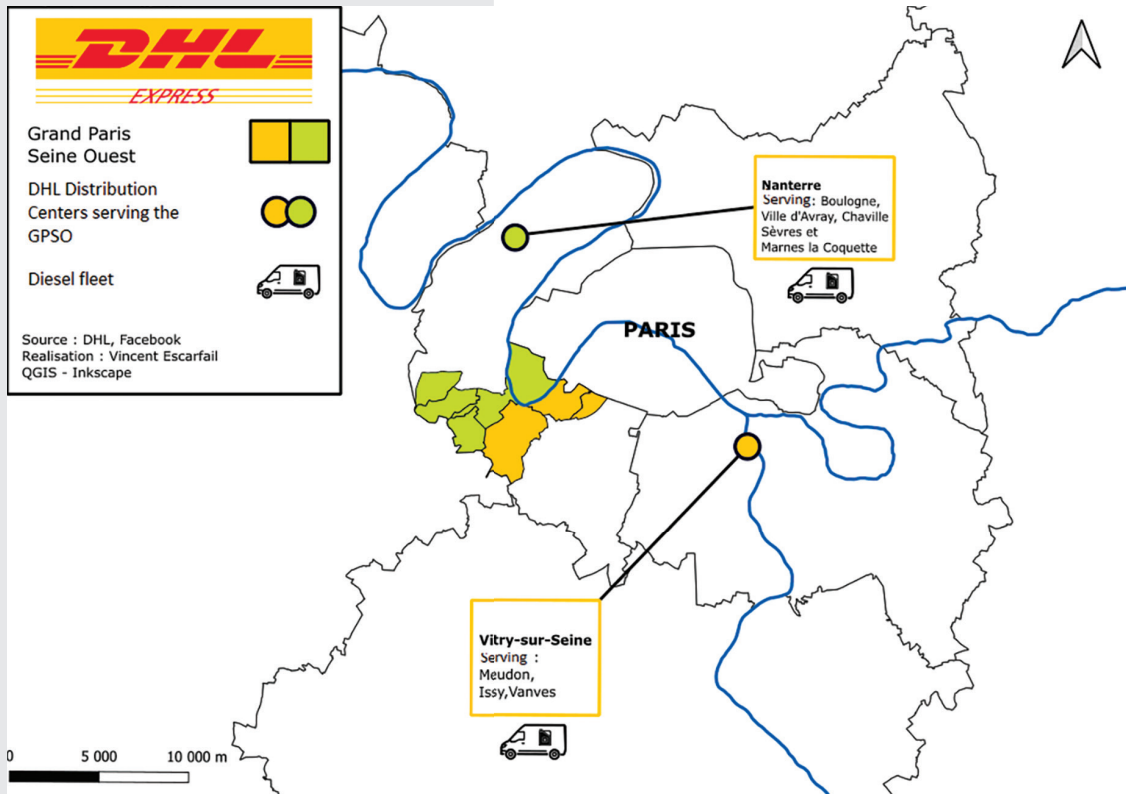 DHL
EXPRESS
Grand Paris
Seine Ouest
DHL Distribution
Centers serving the
GPSO
Diesel fleet
Source : DHL, Facebook
Realisation : Vincent Escarfail
QGIS - Inkscape
Nanterre
Serving: Boulogne,
Ville d'Avray, Chaville
Sèvres et
Marnes la Coquette
PARIS
Vitry-sur-Seine
Serving :
Meudon,
Issy,Vanves
0 5 000 10 000 m